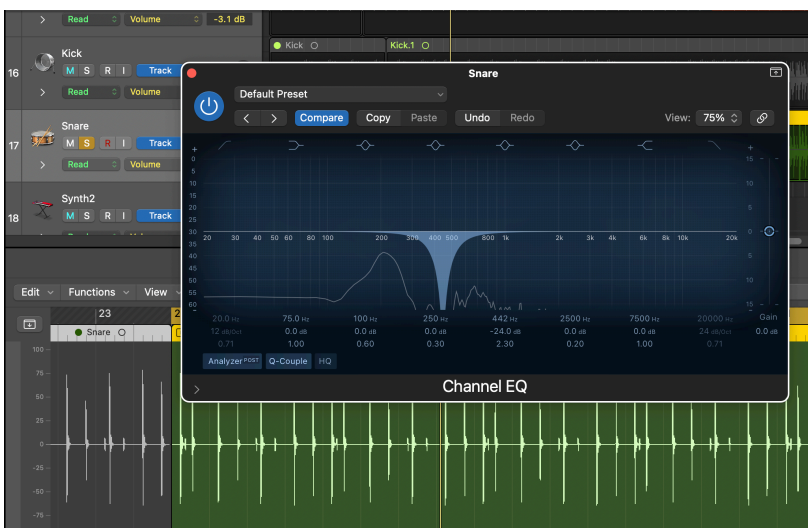 Read Volume -3.1 dB
Kick
Kick.1
16
M S R I Track
Read Volume
Snare
17
M S R I Track
Read Volume
Synth2
18
M S R I Track
Snare
Default Preset
Compare Copy Paste Undo Redo View: 75%
+ +
0 15
5
10 10
15
20 5
25
30 0
35
40 5
45
50 10
55
60 15
- -
20 30 40 50 60 80 100 200 300 400 500 800 1k 2k 3k 4k 6k 8k 10k 20k
20.0 Hz 75.0 Hz 100 Hz 250 Hz 442 Hz 2500 Hz 7500 Hz 20000 Hz Gain
12 dB/Oct 0.0 dB 0.0 dB 0.0 dB -24.0 dB 0.0 dB 0.0 dB 24 dB/Oct 0.0 dB
0.71 1.00 0.60 0.30 2.30 0.20 1.00 0.71
Analyzer POST Q-Couple HQ
Channel EQ
Edit Functions View
23
Snare
100
75
50
25
0
-25
-50
-75